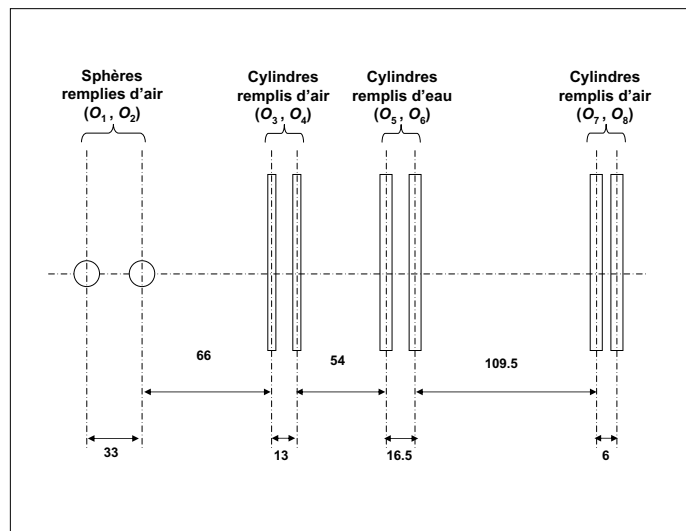 Sphères
remplies d'air
(O1 , O2)
Cylindres
remplis d'air
(O3 , O4)
Cylindres
remplis d'eau
(O5 , O6)
Cylindres
remplis d'air
(O7 , O8)
66
54
109.5
33
13
16.5
6